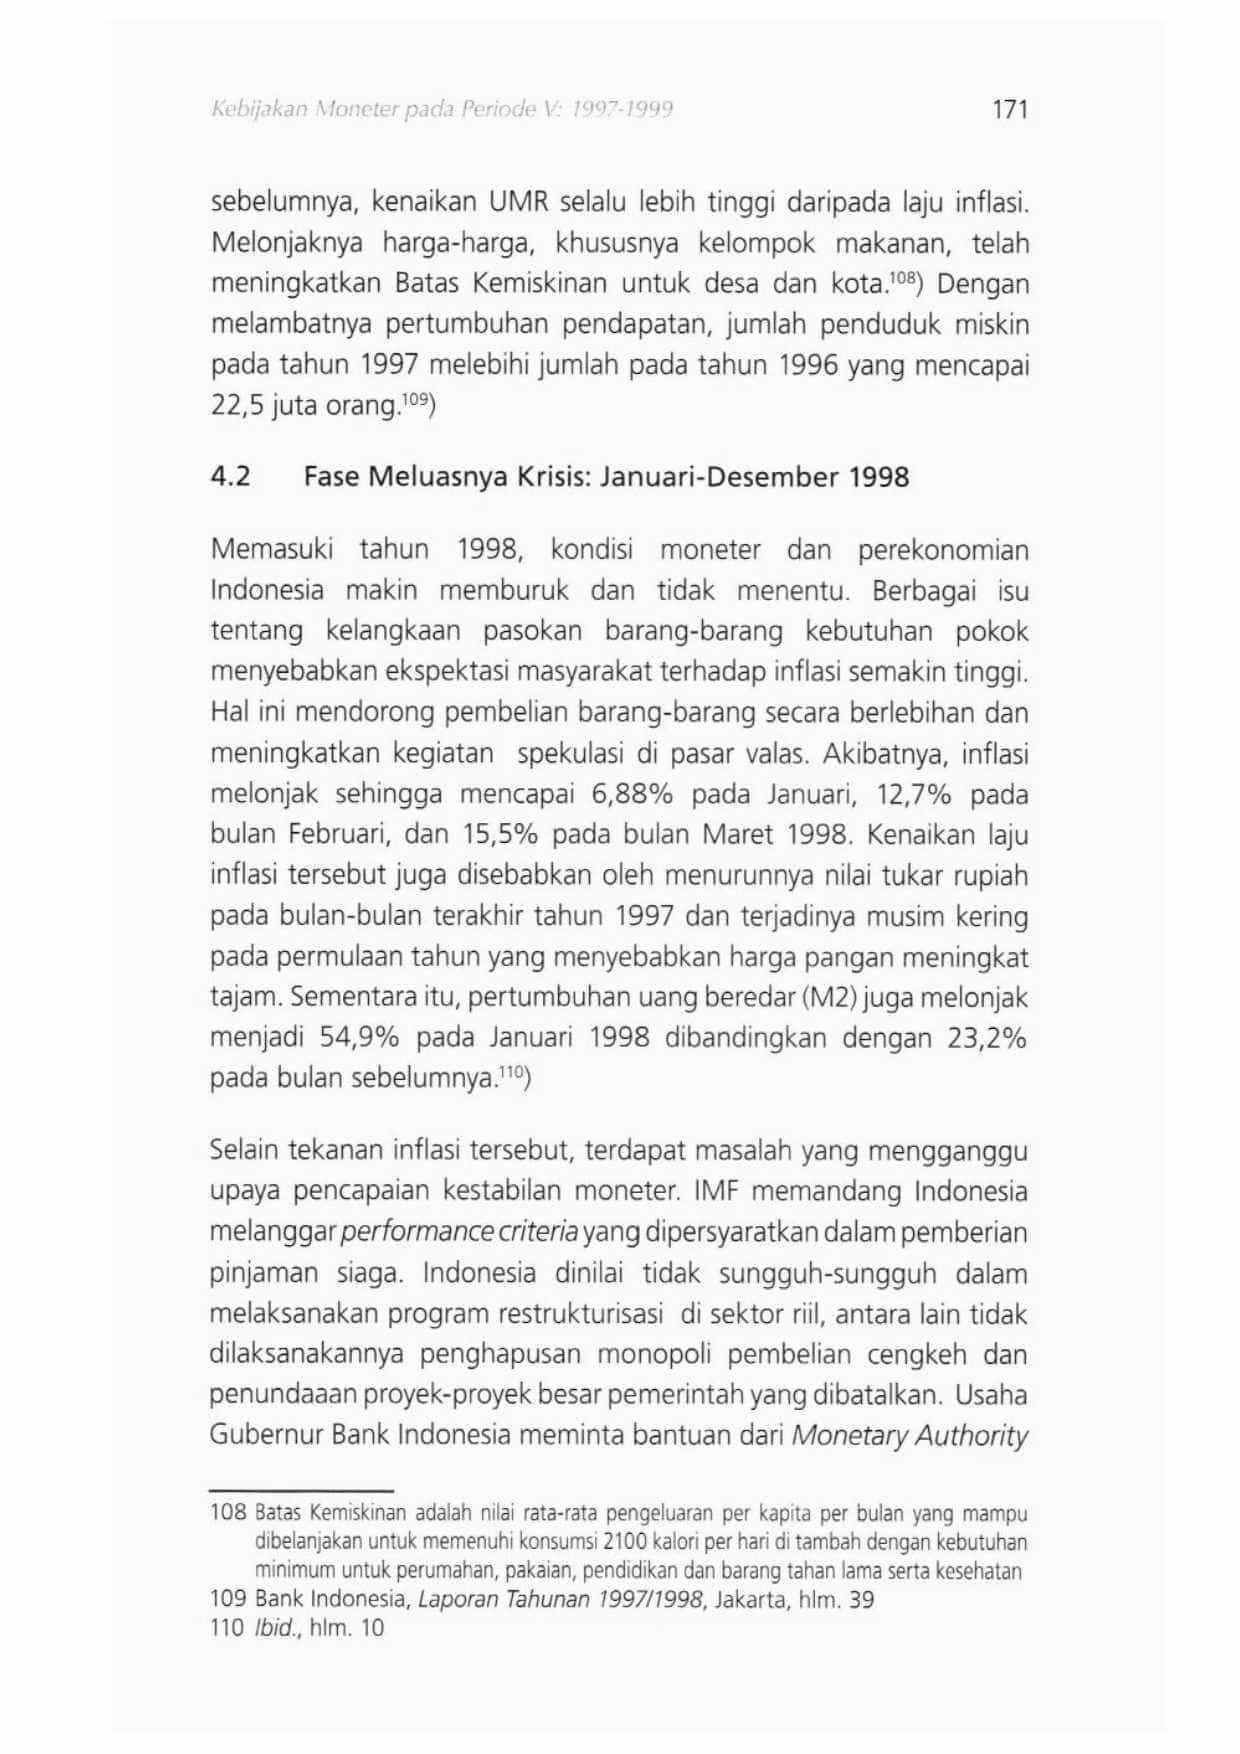 Kebijakan Moneter pada Periode V: 1997-1999 171
sebelumnya, kenaikan UMR selalu lebih tinggi daripada laju inflasi.
Melonjaknya harga-harga, khususnya kelompok makanan, telah
meningkatkan Batas Kemiskinan untuk desa dan kota.¹⁰⁸) Dengan
melambatnya pertumbuhan pendapatan, jumlah penduduk miskin
pada tahun 1997 melebihi jumlah pada tahun 1996 yang mencapai
22,5 juta orang.¹⁰⁹)
4.2 Fase Meluasnya Krisis: Januari-Desember 1998
Memasuki tahun 1998, kondisi moneter dan perekonomian
Indonesia makin memburuk dan tidak menentu. Berbagai isu
tentang kelangkaan pasokan barang-barang kebutuhan pokok
menyebabkan ekspektasi masyarakat terhadap inflasi semakin tinggi.
Hal ini mendorong pembelian barang-barang secara berlebihan dan
meningkatkan kegiatan spekulasi di pasar valas. Akibatnya, inflasi
melonjak sehingga mencapai 6,88% pada Januari, 12,7% pada
bulan Februari, dan 15,5% pada bulan Maret 1998. Kenaikan laju
inflasi tersebut juga disebabkan oleh menurunnya nilai tukar rupiah
pada bulan-bulan terakhir tahun 1997 dan terjadinya musim kering
pada permulaan tahun yang menyebabkan harga pangan meningkat
tajam. Sementara itu, pertumbuhan uang beredar (M2) juga melonjak
menjadi 54,9% pada Januari 1998 dibandingkan dengan 23,2%
pada bulan sebelumnya.¹¹⁰)
Selain tekanan inflasi tersebut, terdapat masalah yang mengganggu
upaya pencapaian kestabilan moneter. IMF memandang Indonesia
melanggar performance criteria yang dipersyaratkan dalam pemberian
pinjaman siaga. Indonesia dinilai tidak sungguh-sungguh dalam
melaksanakan program restrukturisasi di sektor riil, antara lain tidak
dilaksanakannya penghapusan monopoli pembelian cengkeh dan
penundaaan proyek-proyek besar pemerintah yang dibatalkan. Usaha
Gubernur Bank Indonesia meminta bantuan dari Monetary Authority
108 Batas Kemiskinan adalah nilai rata-rata pengeluaran per kapita per bulan yang mampu
dibelanjakan untuk memenuhi konsumsi 2100 kalori per hari di tambah dengan kebutuhan
minimum untuk perumahan, pakaian, pendidikan dan barang tahan lama serta kesehatan
109 Bank Indonesia, Laporan Tahunan 1997/1998, Jakarta, hlm. 39
110 Ibid., hlm. 10